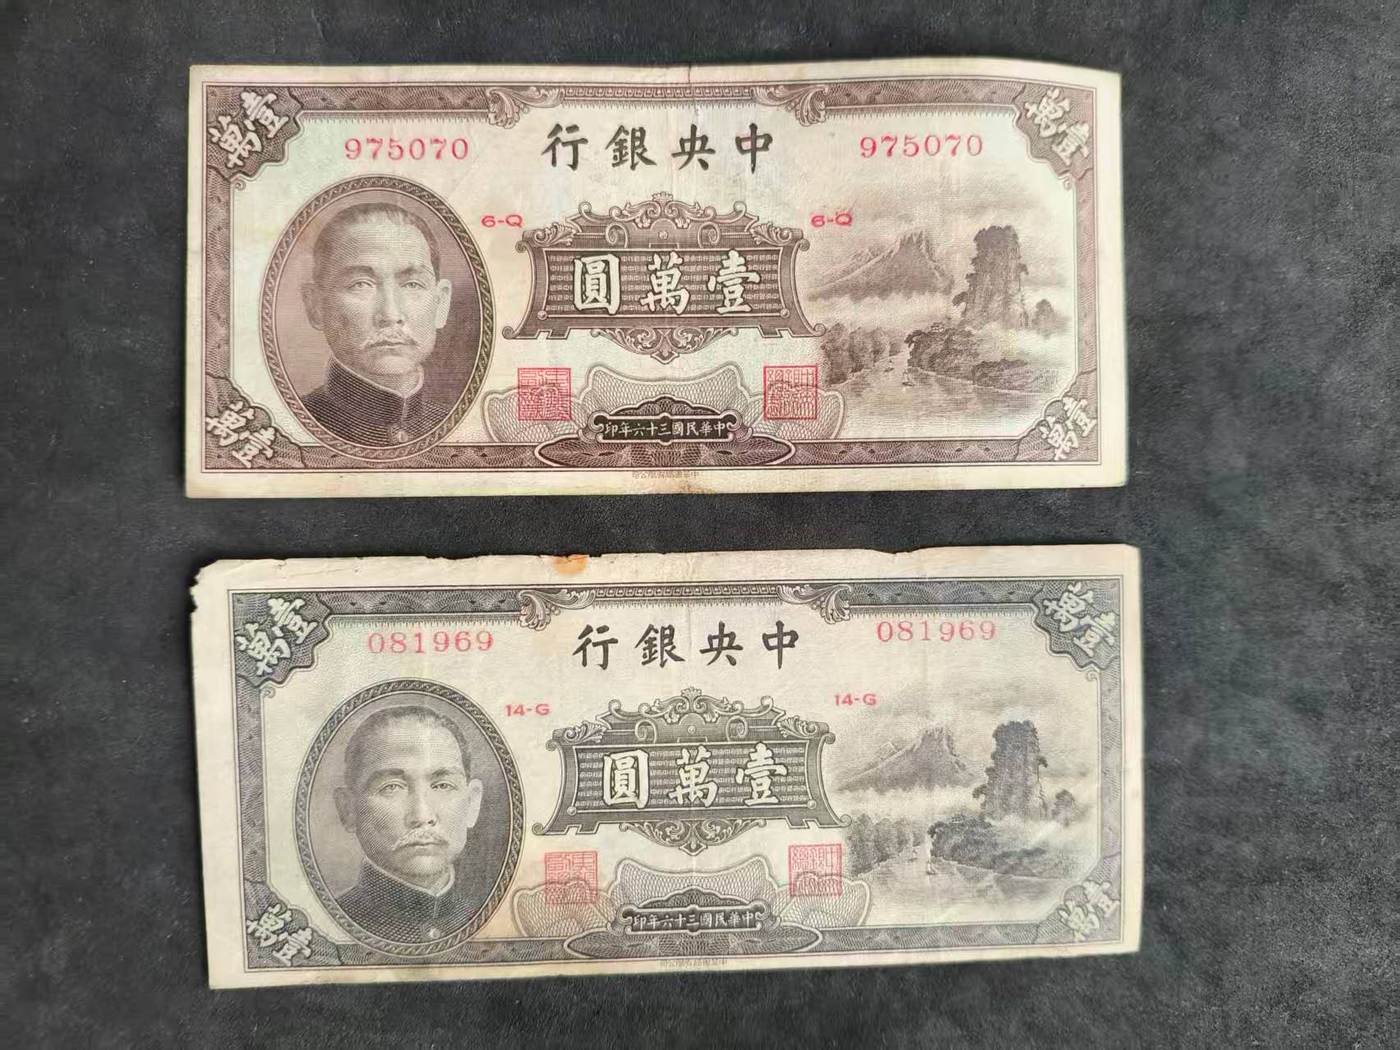 壹萬
萬壹
975070
中央銀行
975070
6-Q
6-Q
壹萬圓
中華民國三十六年印
萬壹
萬壹
壹萬
萬壹
081969
中央銀行
081969
14-G
14-G
壹萬圓
中華民國三十六年印
萬壹
萬壹